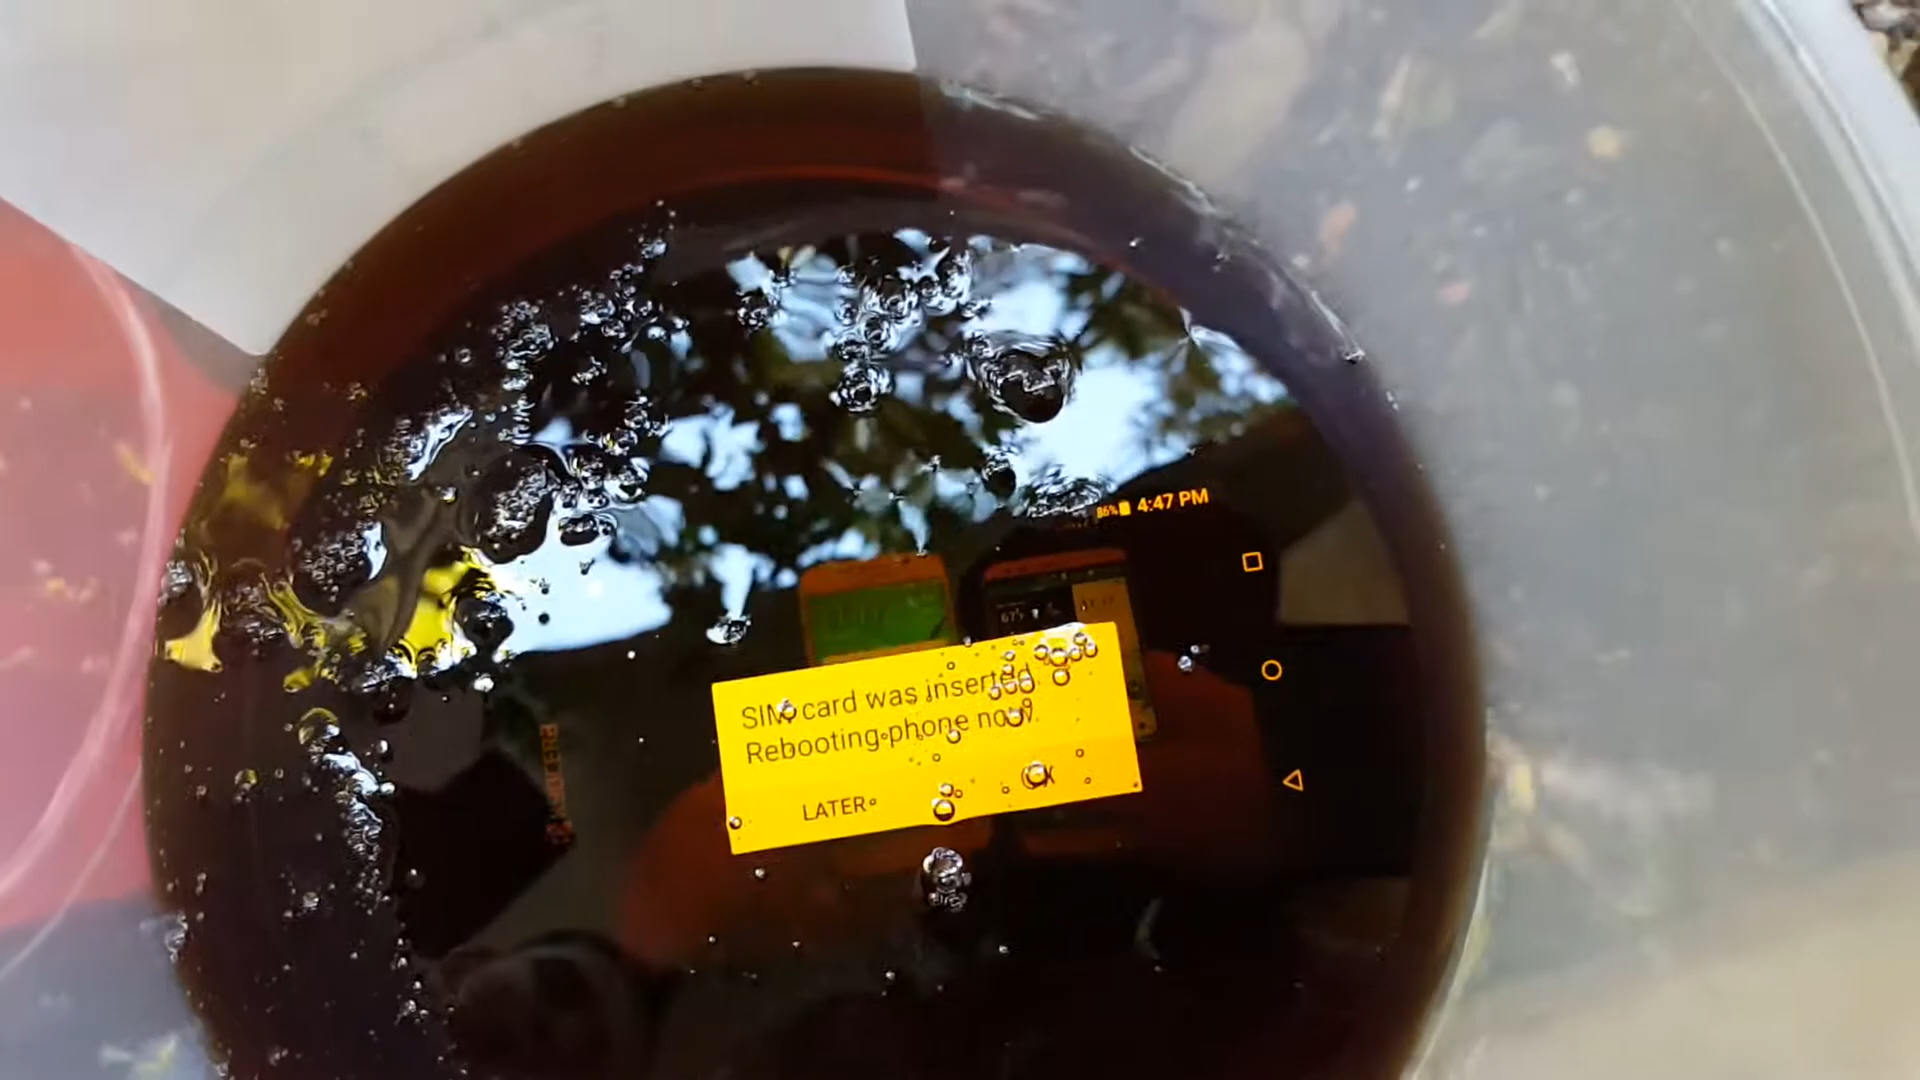 86% 4:47 PM
SIM card was inserted
Rebooting phone now.
LATER
OK